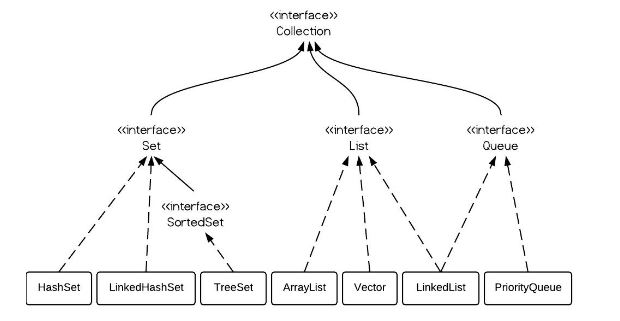 <<interface>>
Collection
<<interface>>
Set
<<interface>>
List
<<interface>>
Queue
<<interface>>
SortedSet
HashSet
LinkedHashSet
TreeSet
ArrayList
Vector
LinkedList
PriorityQueue